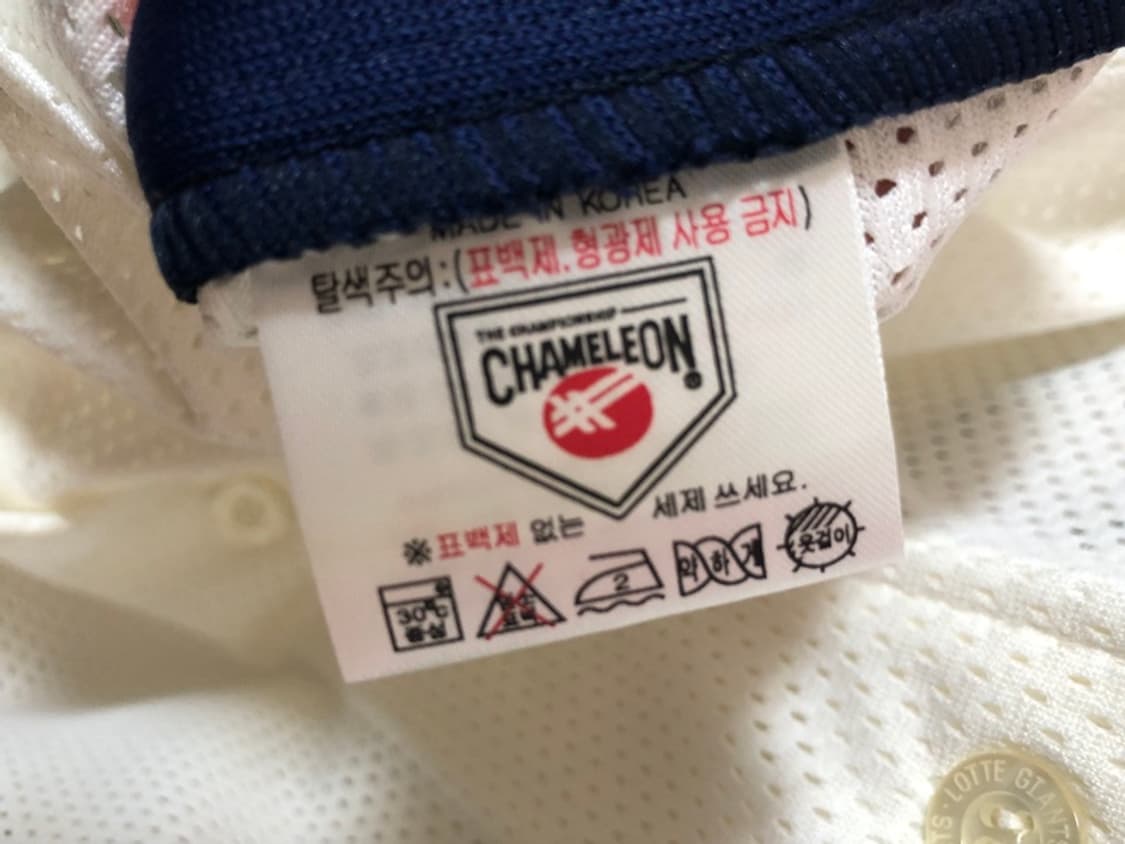 MADE IN KOREA
탈색주의:(표백제.형광제 사용 금지)
THE CHAMPIONSHIP
CHAMELEON®
※표백제 없는 세제 쓰세요.
30℃
중성
2
약하게
옷걸이
LOTTE GIANTS